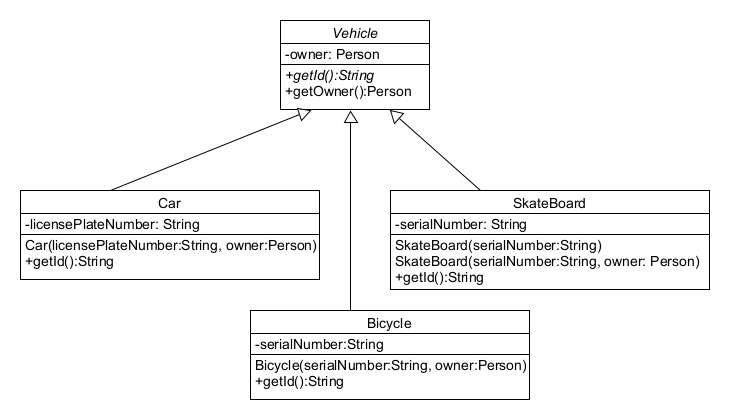 Vehicle
-owner: Person
+getId():String
+getOwner():Person
Car
-licensePlateNumber: String
Car(licensePlateNumber:String, owner:Person)
+getId():String
SkateBoard
-serialNumber: String
SkateBoard(serialNumber:String)
SkateBoard(serialNumber:String, owner: Person)
+getId():String
Bicycle
-serialNumber:String
Bicycle(serialNumber:String, owner:Person)
+getId():String